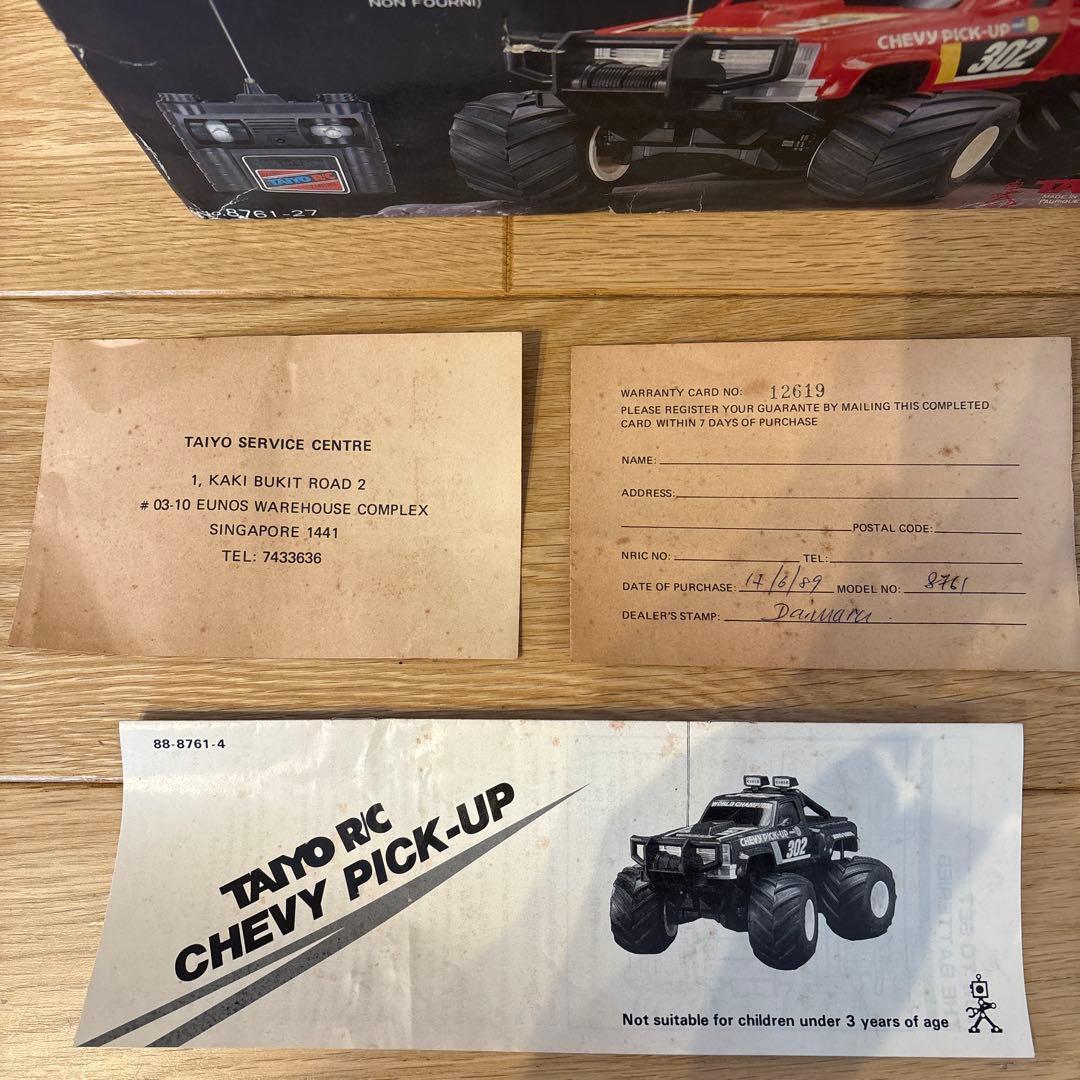 NON FOURNI)
CHEVY PICK-UP
302
TAIYO R/C
No.8761-27
TAIYO SERVICE CENTRE
1, KAKI BUKIT ROAD 2
# 03-10 EUNOS WAREHOUSE COMPLEX
SINGAPORE 1441
TEL: 7433636
WARRANTY CARD NO: 12619
PLEASE REGISTER YOUR GUARANTE BY MAILING THIS COMPLETED
CARD WITHIN 7 DAYS OF PURCHASE
NAME:
ADDRESS:
POSTAL CODE:
NRIC NO: TEL:
DATE OF PURCHASE: 17/6/89 MODEL NO: 8761
DEALER'S STAMP: Daimaru.
88-8761-4
TAIYO R/C
CHEVY PICK-UP
WORLD CHAMPION
CHEVY PICK-UP
302
Not suitable for children under 3 years of age